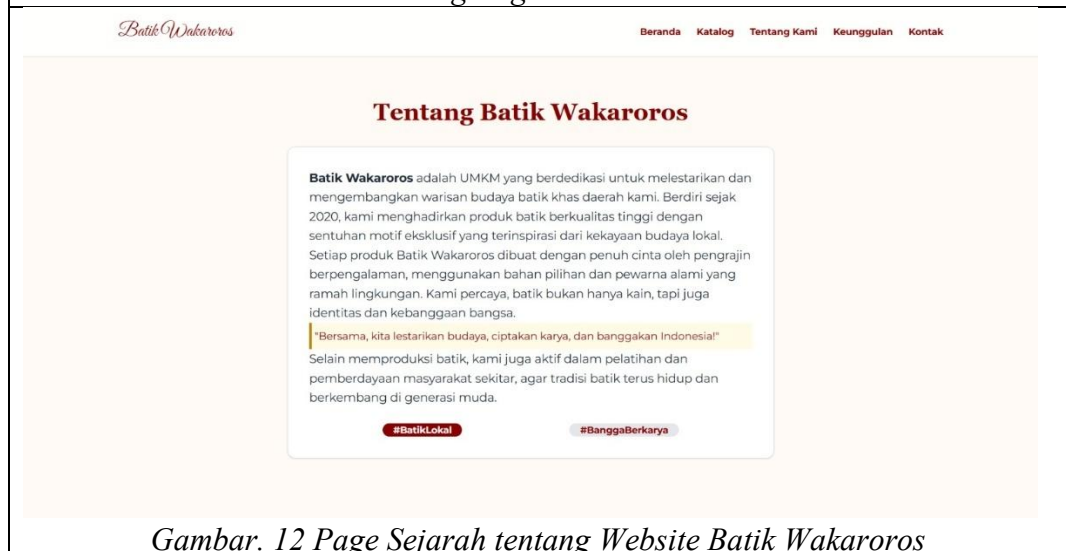 Batik Wakaroros
Beranda Katalog Tentang Kami Keunggulan Kontak
Tentang Batik Wakaroros
Batik Wakaroros adalah UMKM yang berdedikasi untuk melestarikan dan
mengembangkan warisan budaya batik khas daerah kami. Berdiri sejak
2020, kami menghadirkan produk batik berkualitas tinggi dengan
sentuhan motif eksklusif yang terinspirasi dari kekayaan budaya lokal.
Setiap produk Batik Wakaroros dibuat dengan penuh cinta oleh pengrajin
berpengalaman, menggunakan bahan pilihan dan pewarna alami yang
ramah lingkungan. Kami percaya, batik bukan hanya kain, tapi juga
identitas dan kebanggaan bangsa.
"Bersama, kita lestarikan budaya, ciptakan karya, dan banggakan Indonesia!"
Selain memproduksi batik, kami juga aktif dalam pelatihan dan
pemberdayaan masyarakat sekitar, agar tradisi batik terus hidup dan
berkembang di generasi muda.
#BatikLokal #BanggaBerkarya
Gambar. 12 Page Sejarah tentang Website Batik Wakaroros